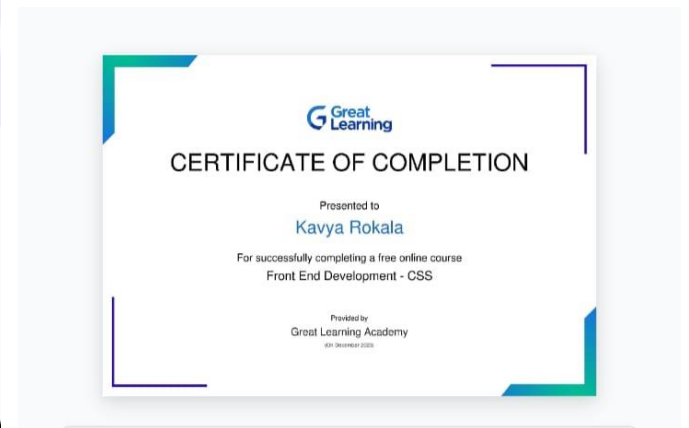 Great
Learning
CERTIFICATE OF COMPLETION
Presented to
Kavya Rokala
For successfully completing a free online course
Front End Development - CSS
Provided by
Great Learning Academy
December